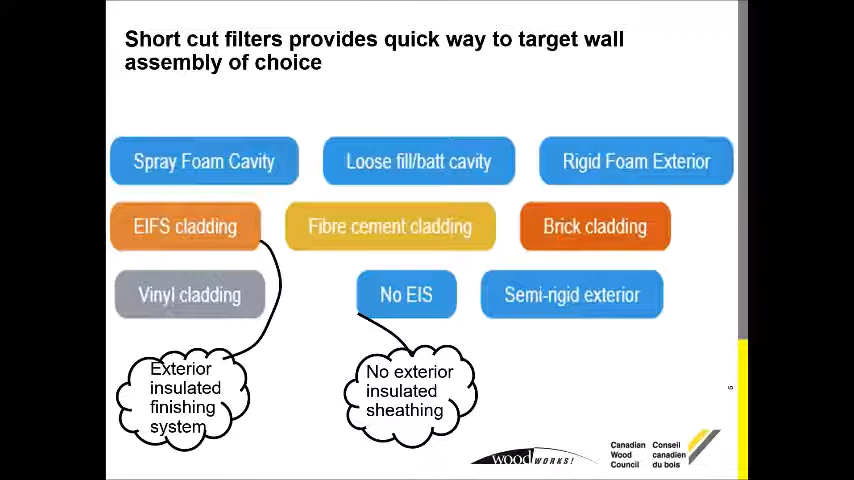 Short cut filters provides quick way to target wall
assembly of choice
Spray Foam Cavity
Loose fill/batt cavity
Rigid Foam Exterior
EIFS cladding
Fibre cement cladding
Brick cladding
Vinyl cladding
No EIS
Semi-rigid exterior
Exterior
insulated
finishing
system
No exterior
insulated
sheathing
wood WORKS!
Canadian
Wood
Council
Conseil
canadien
du bois